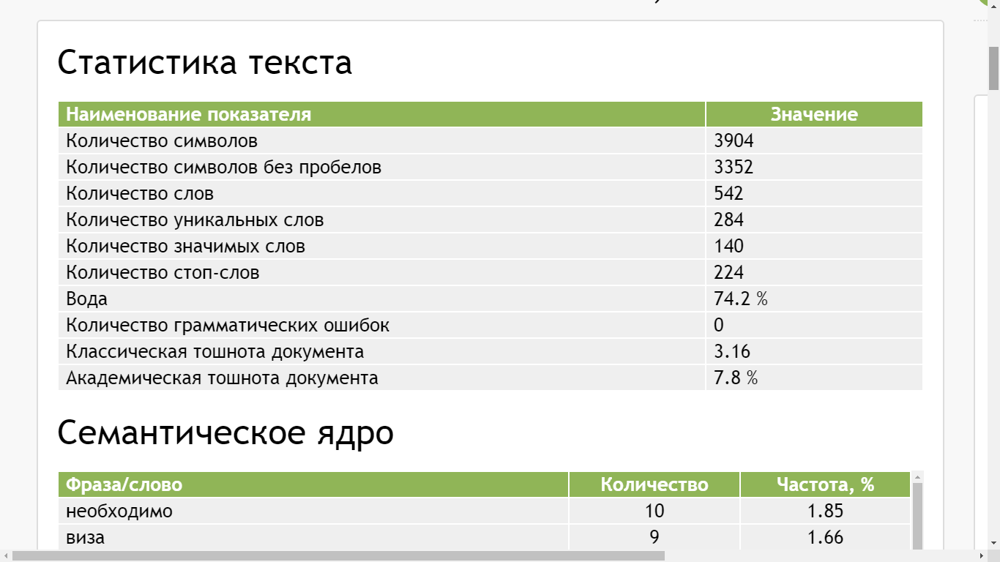 Статистика текста
Наименование показателя Значение
Количество символов 3904
Количество символов без пробелов 3352
Количество слов 542
Количество уникальных слов 284
Количество значимых слов 140
Количество стоп-слов 224
Вода 74.2 %
Количество грамматических ошибок 0
Классическая тошнота документа 3.16
Академическая тошнота документа 7.8 %
Семантическое ядро
Фраза/слово Количество Частота, %
необходимо 10 1.85
виза 9 1.66